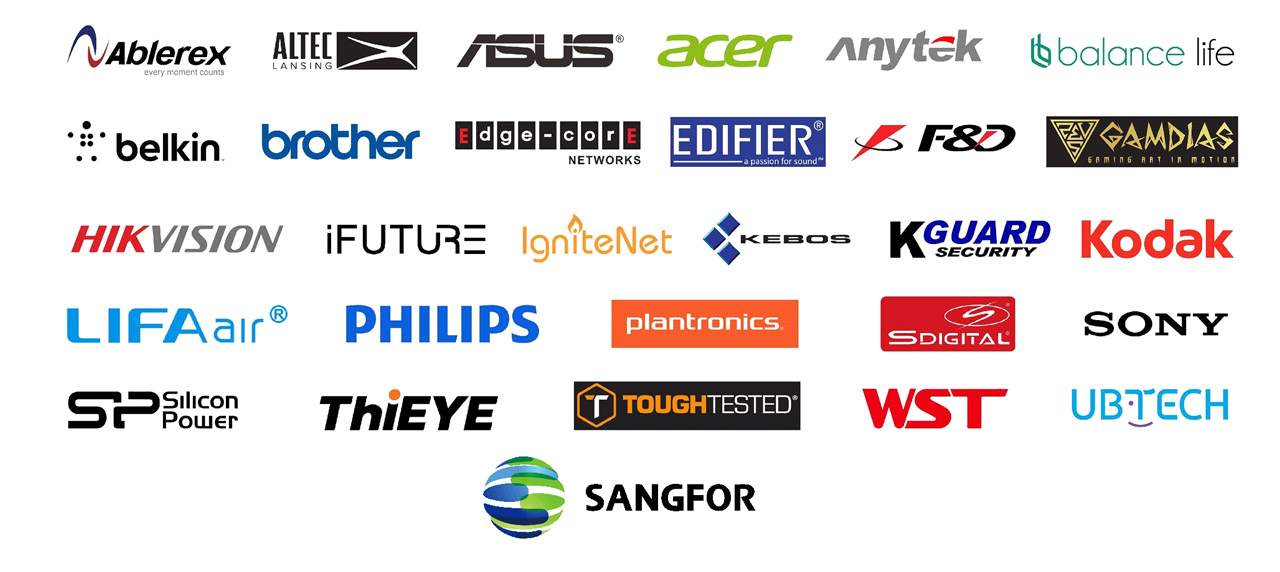 Ablerex
every moment counts
ALTEC
LANSING
ASUS®
acer
Anytek
balance life
belkin
brother
Edge-corE
NETWORKS
EDIFIER®
a passion for sound™
F&D
GAMDIAS
GAMING ART IN MOTION
HIKVISION
iFUTURE
IgniteNet
KEBOS
KGUARD
SECURITY
Kodak
LIFAair®
PHILIPS
plantronics.
SDIGITAL
SONY
SP Silicon
Power
ThiEYE
T TOUGHTESTED®
WST
UBTECH
SANGFOR